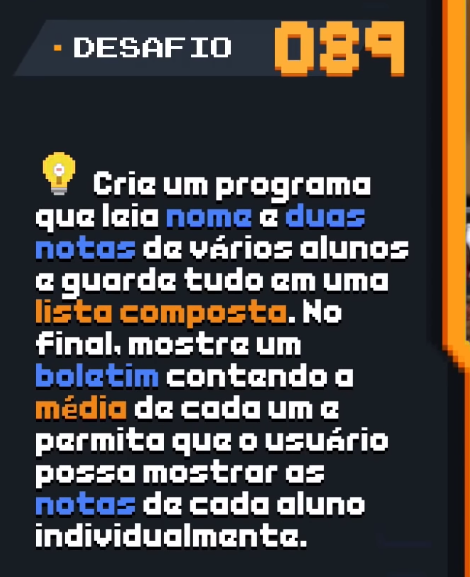 DESAFIO 089
Crie um programa
que leia nome e duas
notas de vários alunos
e guarde tudo em uma
lista composta. No
final, mostre um
boletim contendo a
média de cada um e
permita que o usuário
possa mostrar as
notas de cada aluno
individualmente.